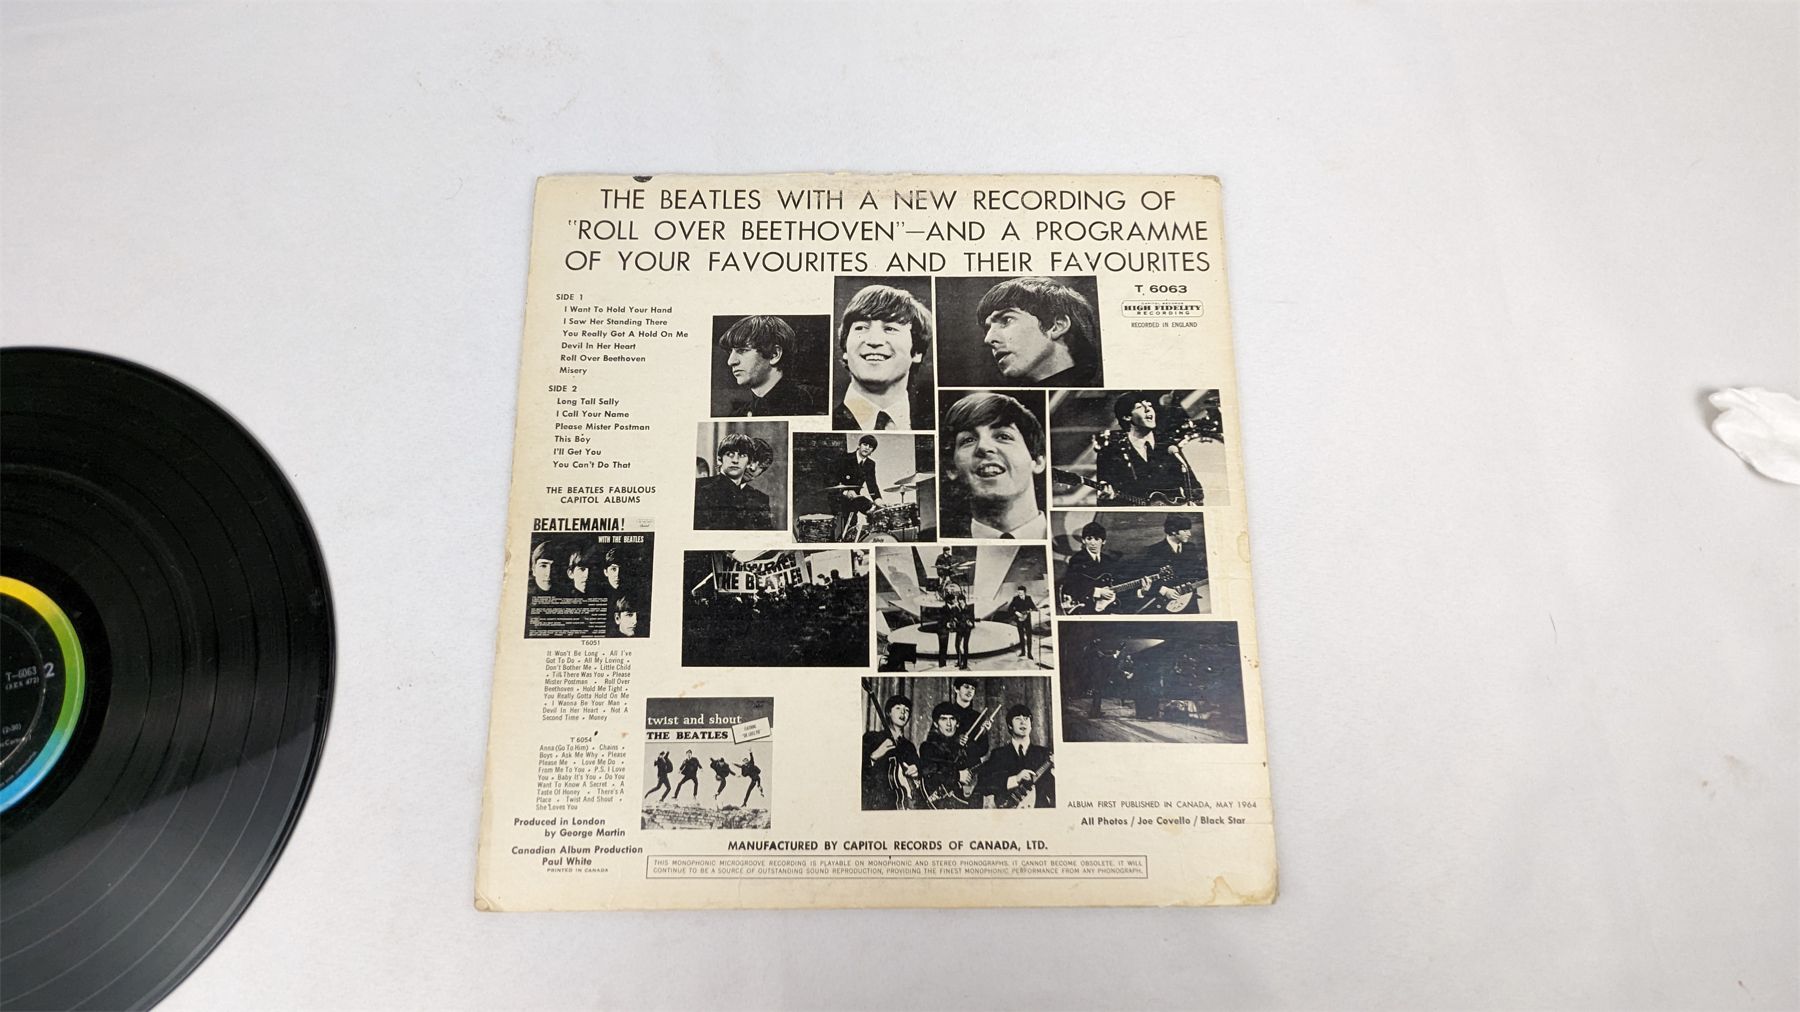 THE BEATLES WITH A NEW RECORDING OF
"ROLL OVER BEETHOVEN"—AND A PROGRAMME
OF YOUR FAVOURITES AND THEIR FAVOURITES
T 6063
CAPITOL RECORDS
HIGH FIDELITY
RECORDING
RECORDED IN ENGLAND
SIDE 1
I Want To Hold Your Hand
I Saw Her Standing There
You Really Got A Hold On Me
Devil In Her Heart
Roll Over Beethoven
Misery
SIDE 2
Long Tall Sally
I Call Your Name
Please Mister Postman
This Boy
I'll Get You
You Can't Do That
THE BEATLES FABULOUS
CAPITOL ALBUMS
BEATLEMANIA!
WITH THE BEATLES
T6051
It Won't Be Long • All I've
Got To Do • All My Loving •
Don't Bother Me • Little Child
• Till There Was You • Please
Mister Postman • Roll Over
Beethoven • Hold Me Tight •
You Really Gotta Hold On Me
• I Wanna Be Your Man •
Devil In Her Heart • Not A
Second Time • Money
T 6054
Anna (Go To Him) • Chains •
Boys • Ask Me Why • Please
Please Me • Love Me Do •
From Me To You • P.S. I Love
You • Baby It's You • Do You
Want To Know A Secret • A
Taste Of Honey • There's A
Place • Twist And Shout •
She Loves You
twist and shout
THE BEATLES
THE BEATLES
Produced in London
by George Martin
Canadian Album Production
Paul White
PRINTED IN CANADA
ALBUM FIRST PUBLISHED IN CANADA, MAY 1964
All Photos / Joe Covello / Black Star
MANUFACTURED BY CAPITOL RECORDS OF CANADA, LTD.
THIS MONOPHONIC MICROGROOVE RECORDING IS PLAYABLE ON MONOPHONIC AND STEREO PHONOGRAPHS. IT CANNOT BECOME OBSOLETE. IT WILL
CONTINUE TO BE A SOURCE OF OUTSTANDING SOUND REPRODUCTION, PROVIDING THE FINEST MONOPHONIC PERFORMANCE FROM ANY PHONOGRAPH.
T-6063 2
(2:30)